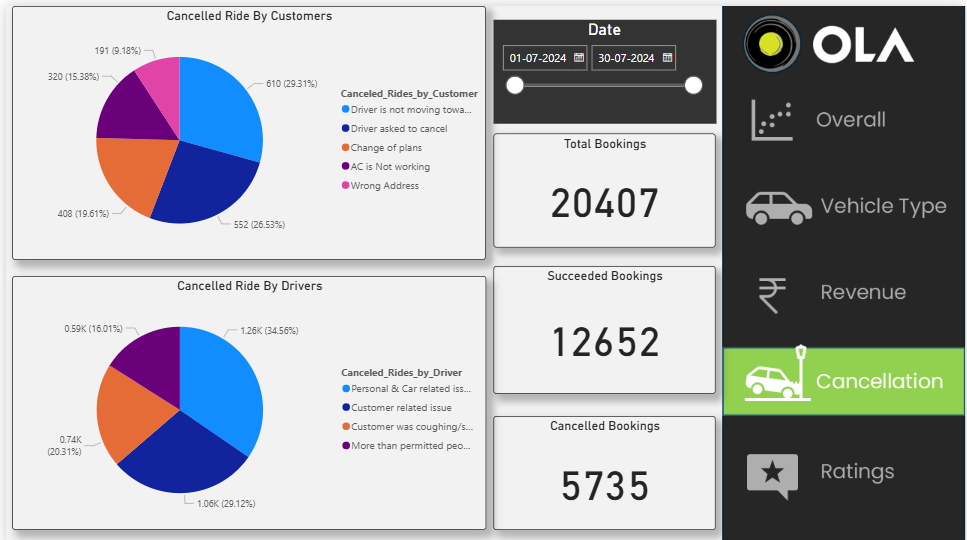 Cancelled Ride By Customers
191 (9.18%)
320 (15.38%)
610 (29.31%)
408 (19.61%)
552 (26.53%)
Canceled_Rides_by_Customer
Driver is not moving towa...
Driver asked to cancel
Change of plans
AC is Not working
Wrong Address
Cancelled Ride By Drivers
0.59K (16.01%)
1.26K (34.56%)
0.74K
(20.31%)
1.06K (29.12%)
Canceled_Rides_by_Driver
Personal & Car related iss...
Customer related issue
Customer was coughing/s...
More than permitted peo...
Date
01-07-2024
30-07-2024
Total Bookings
20407
Succeeded Bookings
12652
Cancelled Bookings
5735
OLA
Overall
Vehicle Type
₹ Revenue
Cancellation
Ratings